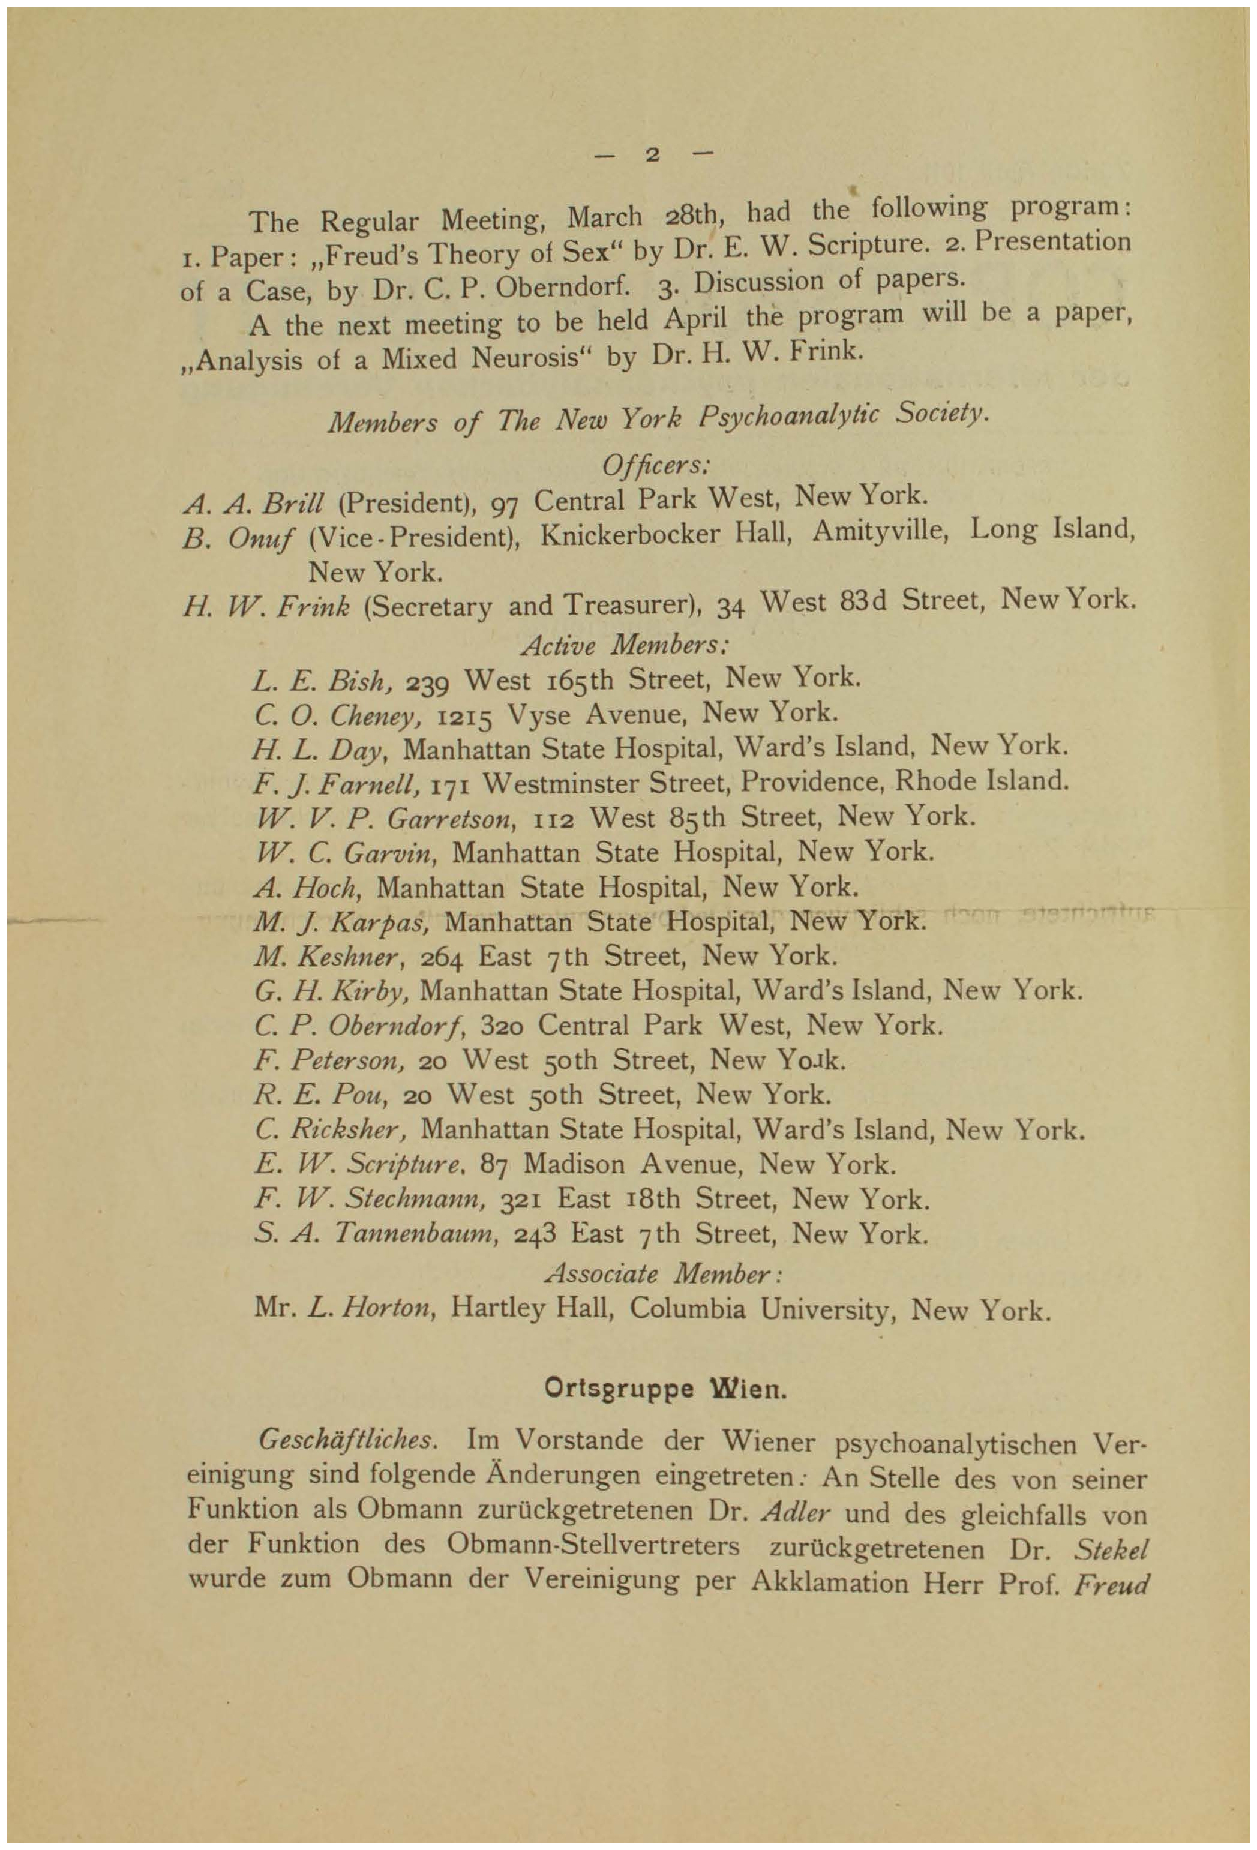 — 2 —
The Regular Meeting, March 28th, had the following program:
1. Paper: „Freud's Theory of Sex“ by Dr. E. W. Scripture. 2. Presentation
of a Case, by Dr. C. P. Oberndorf. 3. Discussion of papers.
A the next meeting to be held April the program will be a paper,
„Analysis of a Mixed Neurosis“ by Dr. H. W. Frink.
Members of The New York Psychoanalytic Society.
Officers:
A. A. Brill (President), 97 Central Park West, New York.
B. Onuf (Vice-President), Knickerbocker Hall, Amityville, Long Island,
New York.
H. W. Frink (Secretary and Treasurer), 34 West 83d Street, New York.
Active Members:
L. E. Bish, 239 West 165th Street, New York.
C. O. Cheney, 1215 Vyse Avenue, New York.
H. L. Day, Manhattan State Hospital, Ward's Island, New York.
F. J. Farnell, 171 Westminster Street, Providence, Rhode Island.
W. V. P. Garretson, 112 West 85th Street, New York.
W. C. Garvin, Manhattan State Hospital, New York.
A. Hoch, Manhattan State Hospital, New York.
M. J. Karpas, Manhattan State Hospital, New York.
M. Keshner, 264 East 7th Street, New York.
G. H. Kirby, Manhattan State Hospital, Ward's Island, New York.
C. P. Oberndorf, 320 Central Park West, New York.
F. Peterson, 20 West 50th Street, New York.
R. E. Pou, 20 West 50th Street, New York.
C. Ricksher, Manhattan State Hospital, Ward's Island, New York.
E. W. Scripture. 87 Madison Avenue, New York.
F. W. Stechmann, 321 East 18th Street, New York.
S. A. Tannenbaum, 243 East 7th Street, New York.
Associate Member:
Mr. L. Horton, Hartley Hall, Columbia University, New York.
Ortsgruppe Wien.
Geschäftliches. Im Vorstande der Wiener psychoanalytischen Ver-
einigung sind folgende Änderungen eingetreten: An Stelle des von seiner
Funktion als Obmann zurückgetretenen Dr. Adler und des gleichfalls von
der Funktion des Obmann-Stellvertreters zurückgetretenen Dr. Stekel
wurde zum Obmann der Vereinigung per Akklamation Herr Prof. Freud